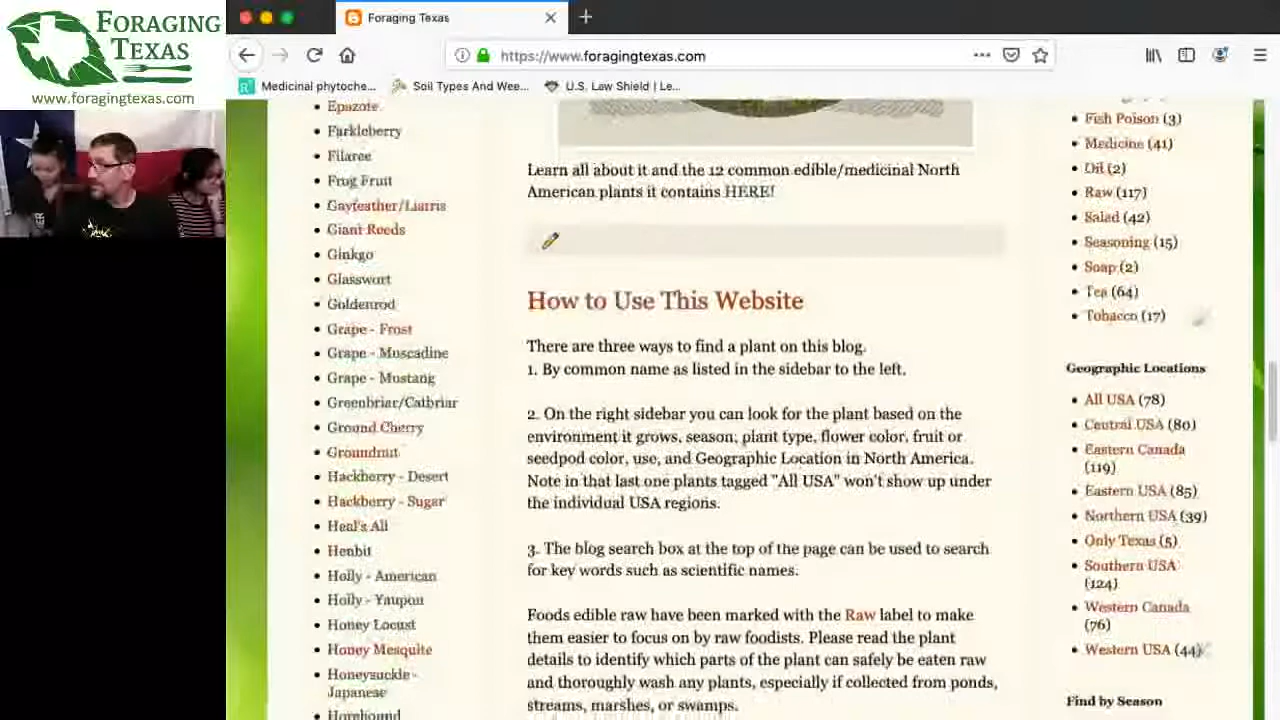 FORAGING
TEXAS
www.foragingtexas.com
Foraging Texas
https://www.foragingtexas.com
Medicinal phytoche...
Soil Types And Wee...
U.S. Law Shield | Le...
Epazote
Farkleberry
Filaree
Frog Fruit
Gayfeather/Liatris
Giant Reeds
Ginkgo
Glasswort
Goldenrod
Grape - Frost
Grape - Muscadine
Grape - Mustang
Greenbriar/Catbriar
Ground Cherry
Groundnut
Hackberry - Desert
Hackberry - Sugar
Heal's All
Henbit
Holly - American
Holly - Yaupon
Honey Locust
Honey Mesquite
Honeysuckle -
Japanese
Horehound
Learn all about it and the 12 common edible/medicinal North
American plants it contains HERE!
How to Use This Website
There are three ways to find a plant on this blog.
1. By common name as listed in the sidebar to the left.
2. On the right sidebar you can look for the plant based on the
environment it grows, season, plant type, flower color, fruit or
seedpod color, use, and Geographic Location in North America.
Note in that last one plants tagged "All USA" won't show up under
the individual USA regions.
3. The blog search box at the top of the page can be used to search
for key words such as scientific names.
Foods edible raw have been marked with the Raw label to make
them easier to focus on by raw foodists. Please read the plant
details to identify which parts of the plant can safely be eaten raw
and thoroughly wash any plants, especially if collected from ponds,
streams, marshes, or swamps.
Fish Poison (3)
Medicine (41)
Oil (2)
Raw (117)
Salad (42)
Seasoning (15)
Soap (2)
Tea (64)
Tobacco (17)
Geographic Locations
All USA (78)
Central USA (80)
Eastern Canada
(119)
Eastern USA (85)
Northern USA (39)
Only Texas (5)
Southern USA
(124)
Western Canada
(76)
Western USA (44)
Find by Season